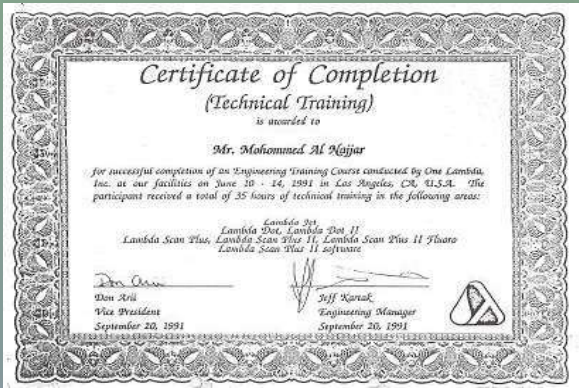 Certificate of Completion
(Technical Training)
is awarded to
Mr. Mohommed Al Najjar
for successful completion of an Engineering Training Course conducted by One Lambda,
Inc. at our facilities on June 10 - 14, 1991 in Los Angeles, CA, U.S.A. The
participant received a total of 35 hours of technical training in the following areas:
Lambda Jet
Lambda Dot, Lambda Dot II
Lambda Scan Plus, Lambda Scan Plus II, Lambda Scan Plus II Fluoro
Lambda Scan Plus II software
Don Arii
Don Arii
Vice President
September 20, 1991
Jeff
Engineering Manager
September 20, 1991